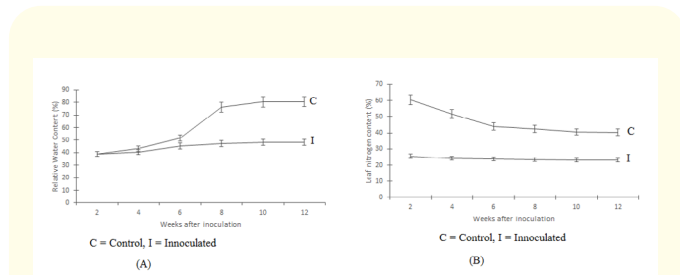 90
80
70
60
50
40
30
20
10
0
Relative Water Content (%)
C
I
2 4 6 8 10 12
Weeks after inoculation
C = Control, I = Innoculated
(A)
70
60
50
40
30
20
10
0
Leaf nitrogen content (%)
C
I
2 4 6 8 10 12
Weeks after inoculation
C = Control, I = Innoculated
(B)